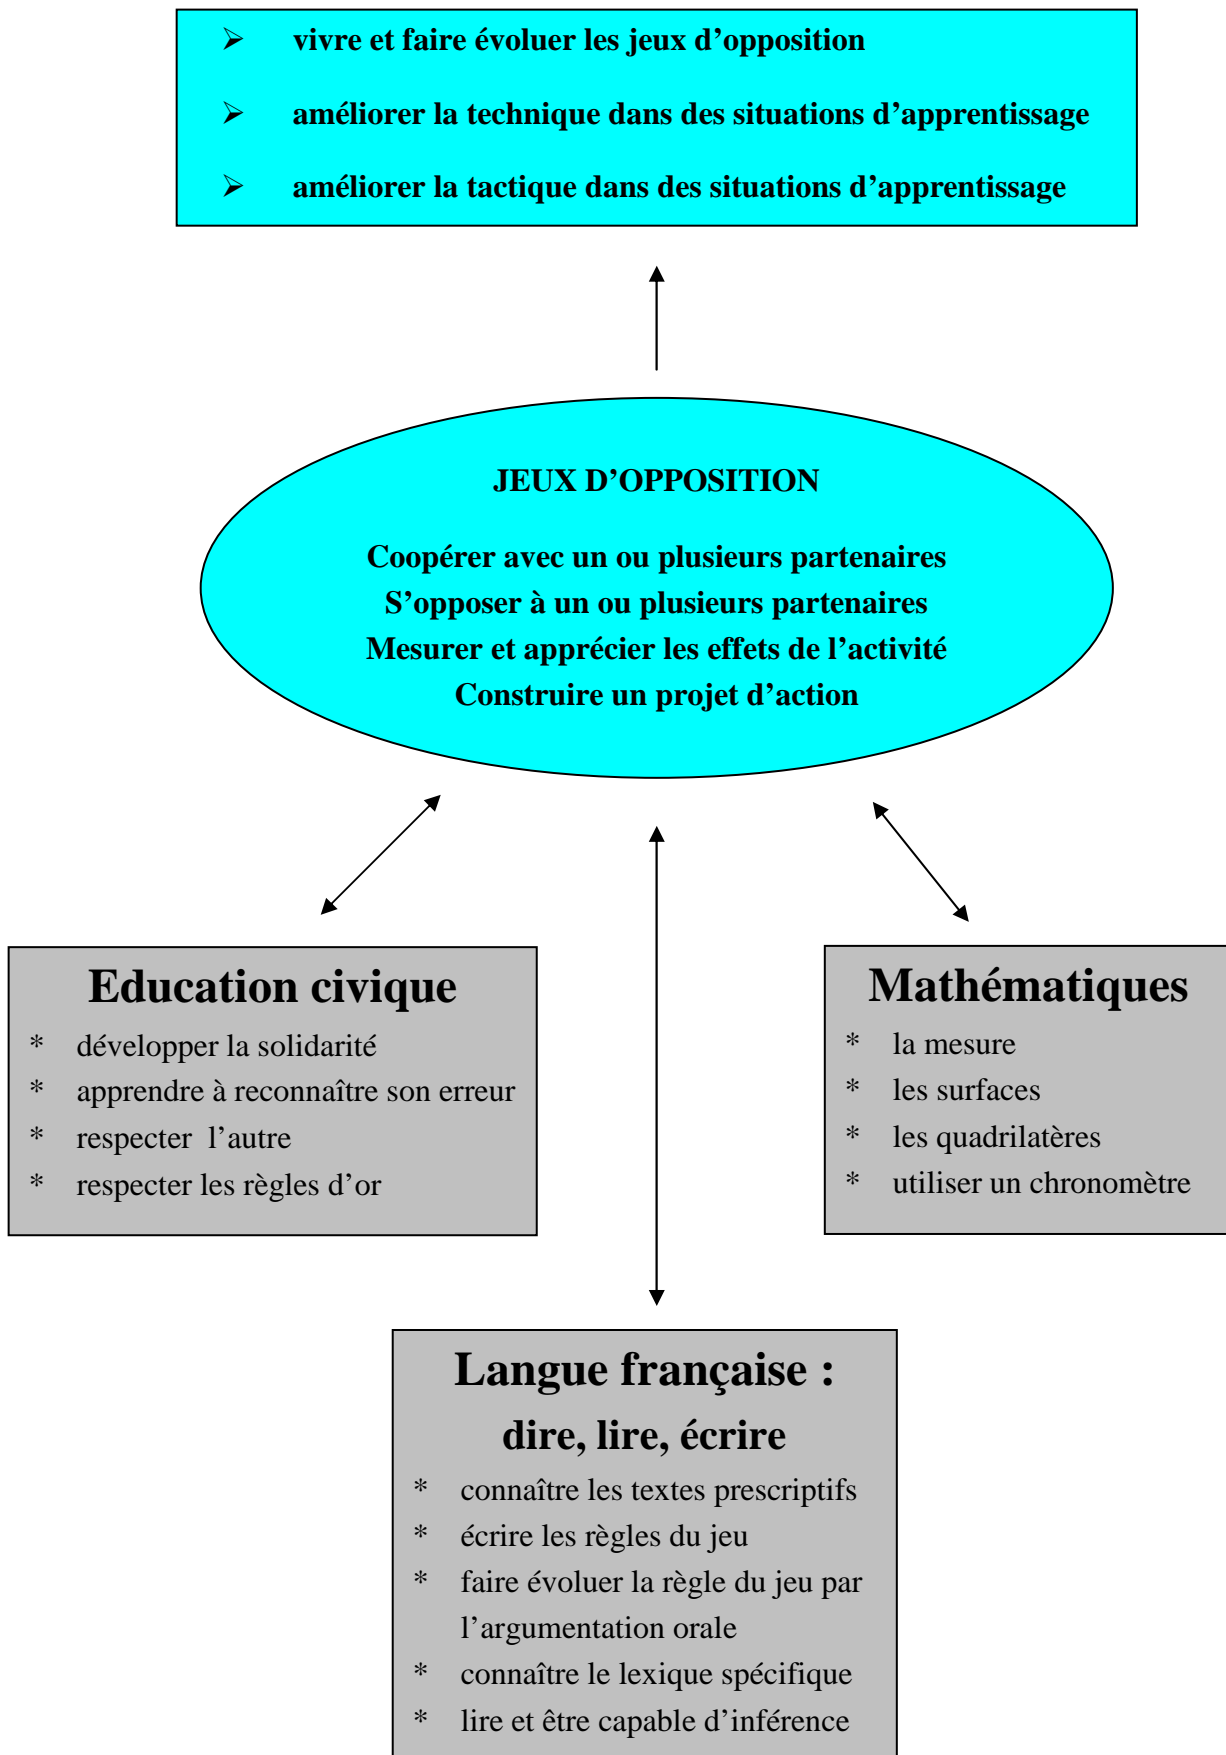 ➢ vivre et faire évoluer les jeux d’opposition
➢ améliorer la technique dans des situations d’apprentissage
➢ améliorer la tactique dans des situations d’apprentissage
JEUX D’OPPOSITION
Coopérer avec un ou plusieurs partenaires
S’opposer à un ou plusieurs partenaires
Mesurer et apprécier les effets de l’activité
Construire un projet d’action
Education civique
* développer la solidarité
* apprendre à reconnaître son erreur
* respecter l’autre
* respecter les règles d’or
Mathématiques
* la mesure
* les surfaces
* les quadrilatères
* utiliser un chronomètre
Langue française :
dire, lire, écrire
* connaître les textes prescriptifs
* écrire les règles du jeu
* faire évoluer la règle du jeu par
l’argumentation orale
* connaître le lexique spécifique
* lire et être capable d’inférence